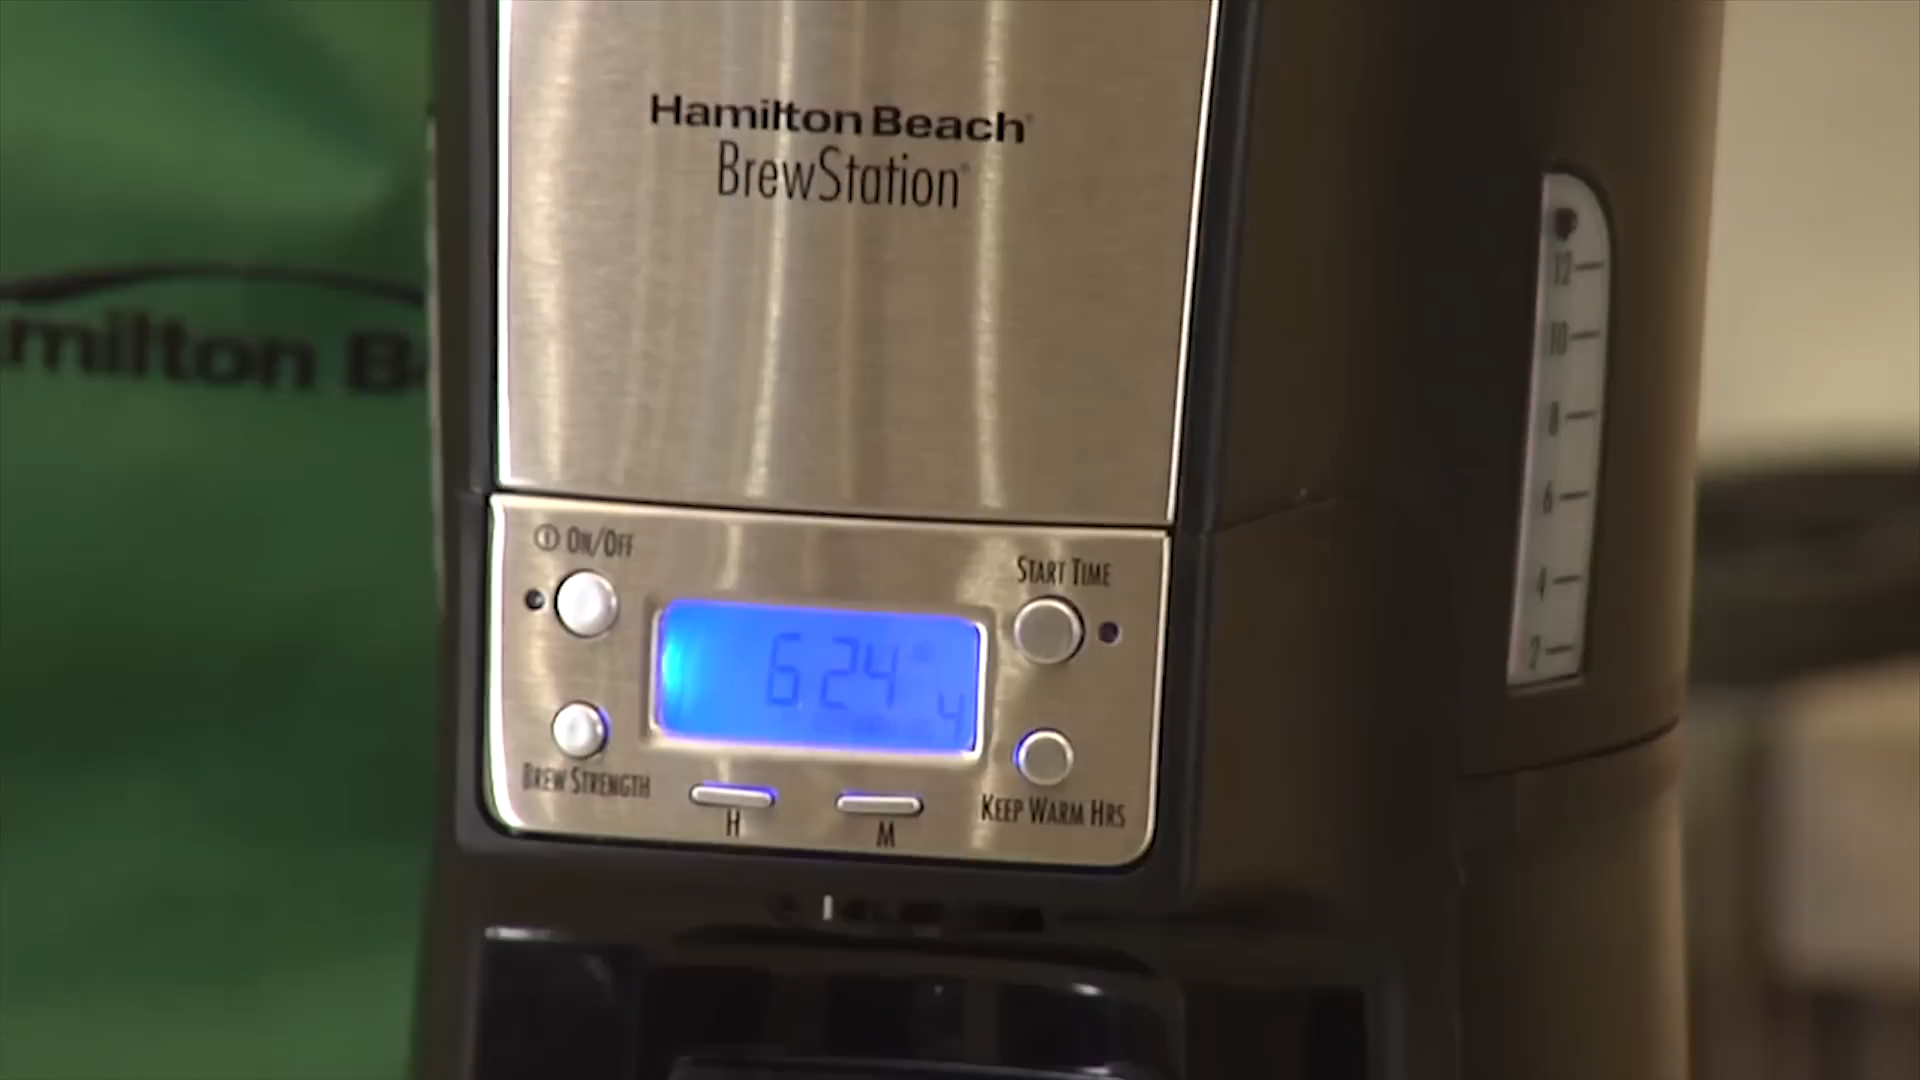 Hamilton Beach®
BrewStation®
milton B
ON/OFF
START TIME
6:24
4
BREW STRENGTH
KEEP WARM HRS
H
M
12
10
8
6
4
2